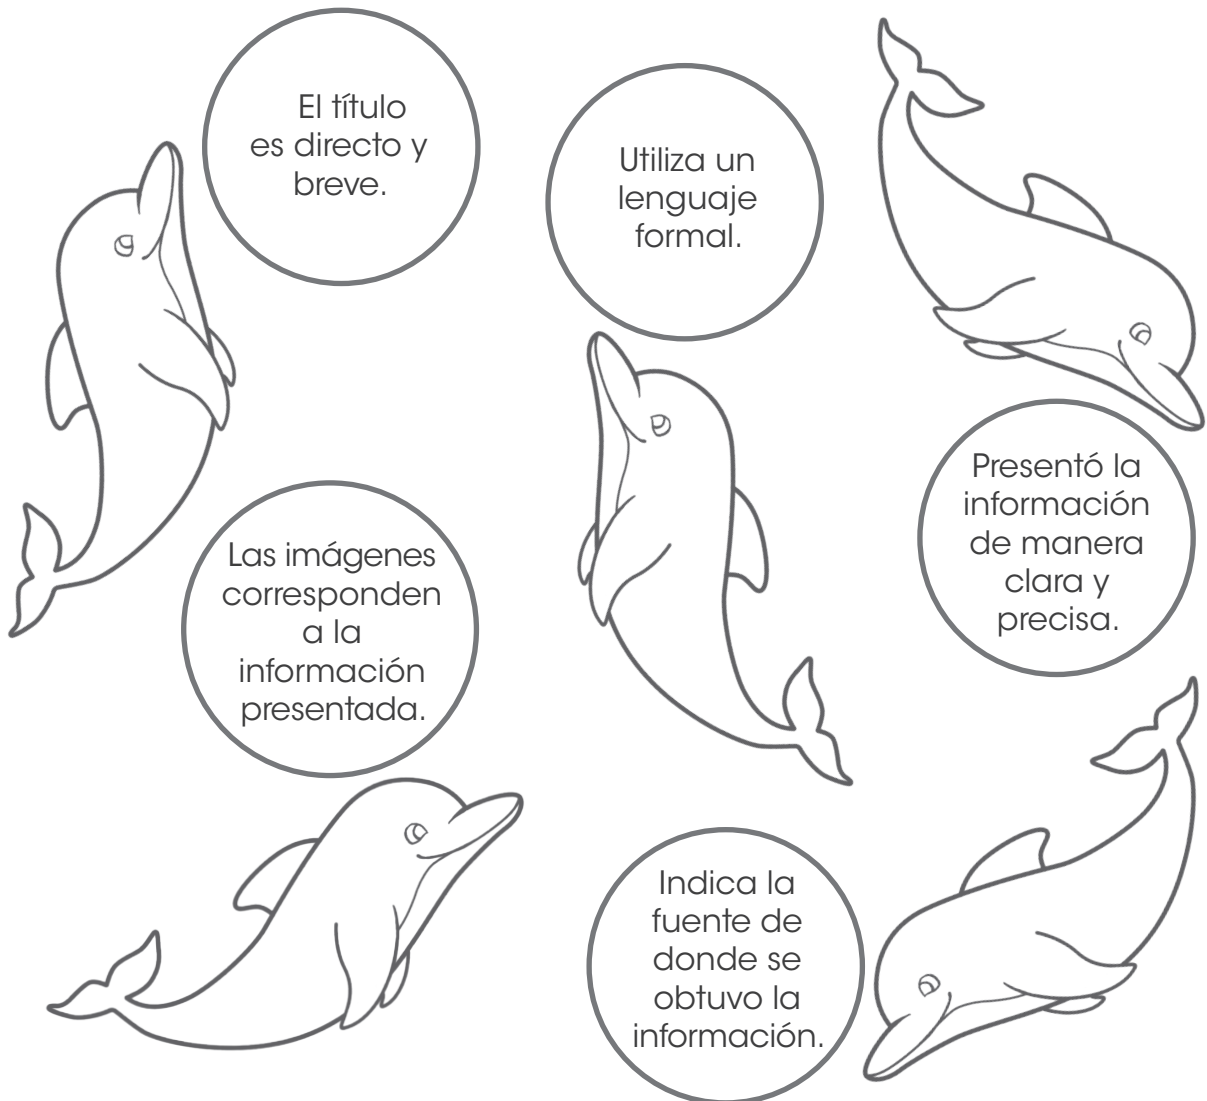 El título
es directo y
breve.
Utiliza un
lenguaje
formal.
Presentó la
información
de manera
clara y
precisa.
Las imágenes
corresponden
a la
información
presentada.
Indica la
fuente de
donde se
obtuvo la
información.